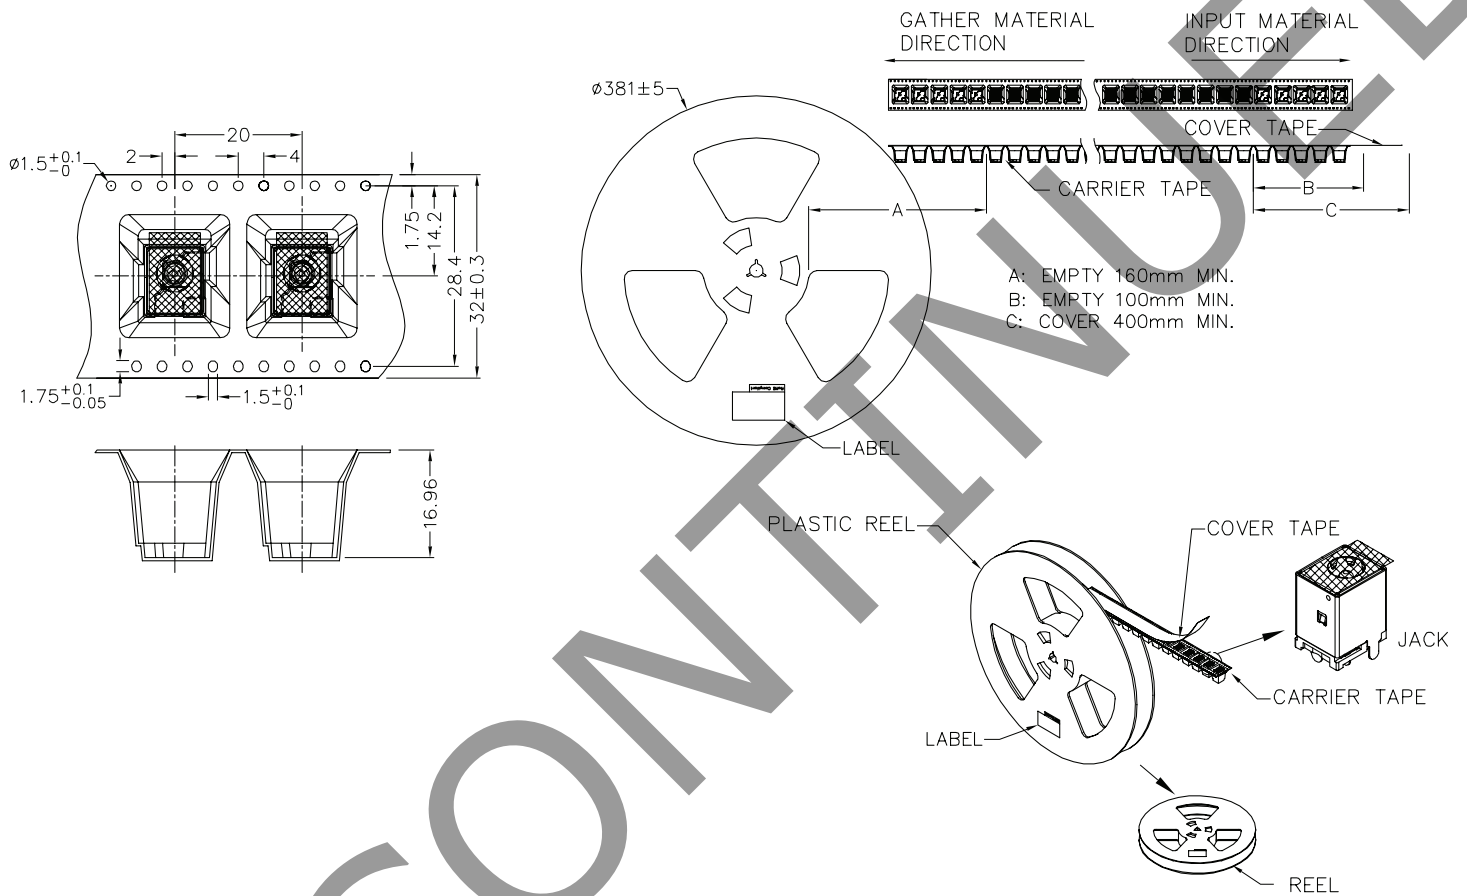 GATHER MATERIAL
DIRECTION
INPUT MATERIAL
DIRECTION
ø381±5
COVER TAPE
CARRIER TAPE
A
B
C
A: EMPTY 160mm MIN.
B: EMPTY 100mm MIN.
C: COVER 400mm MIN.
20
2
4
ø1.5+0.1
-0
1.75
14.2
28.4
32±0.3
1.75+0.1
-0.05
1.5+0.1
-0
RoHS Compliant
LABEL
16.96
PLASTIC REEL
COVER TAPE
JACK
CARRIER TAPE
LABEL
REEL
CONTINUED